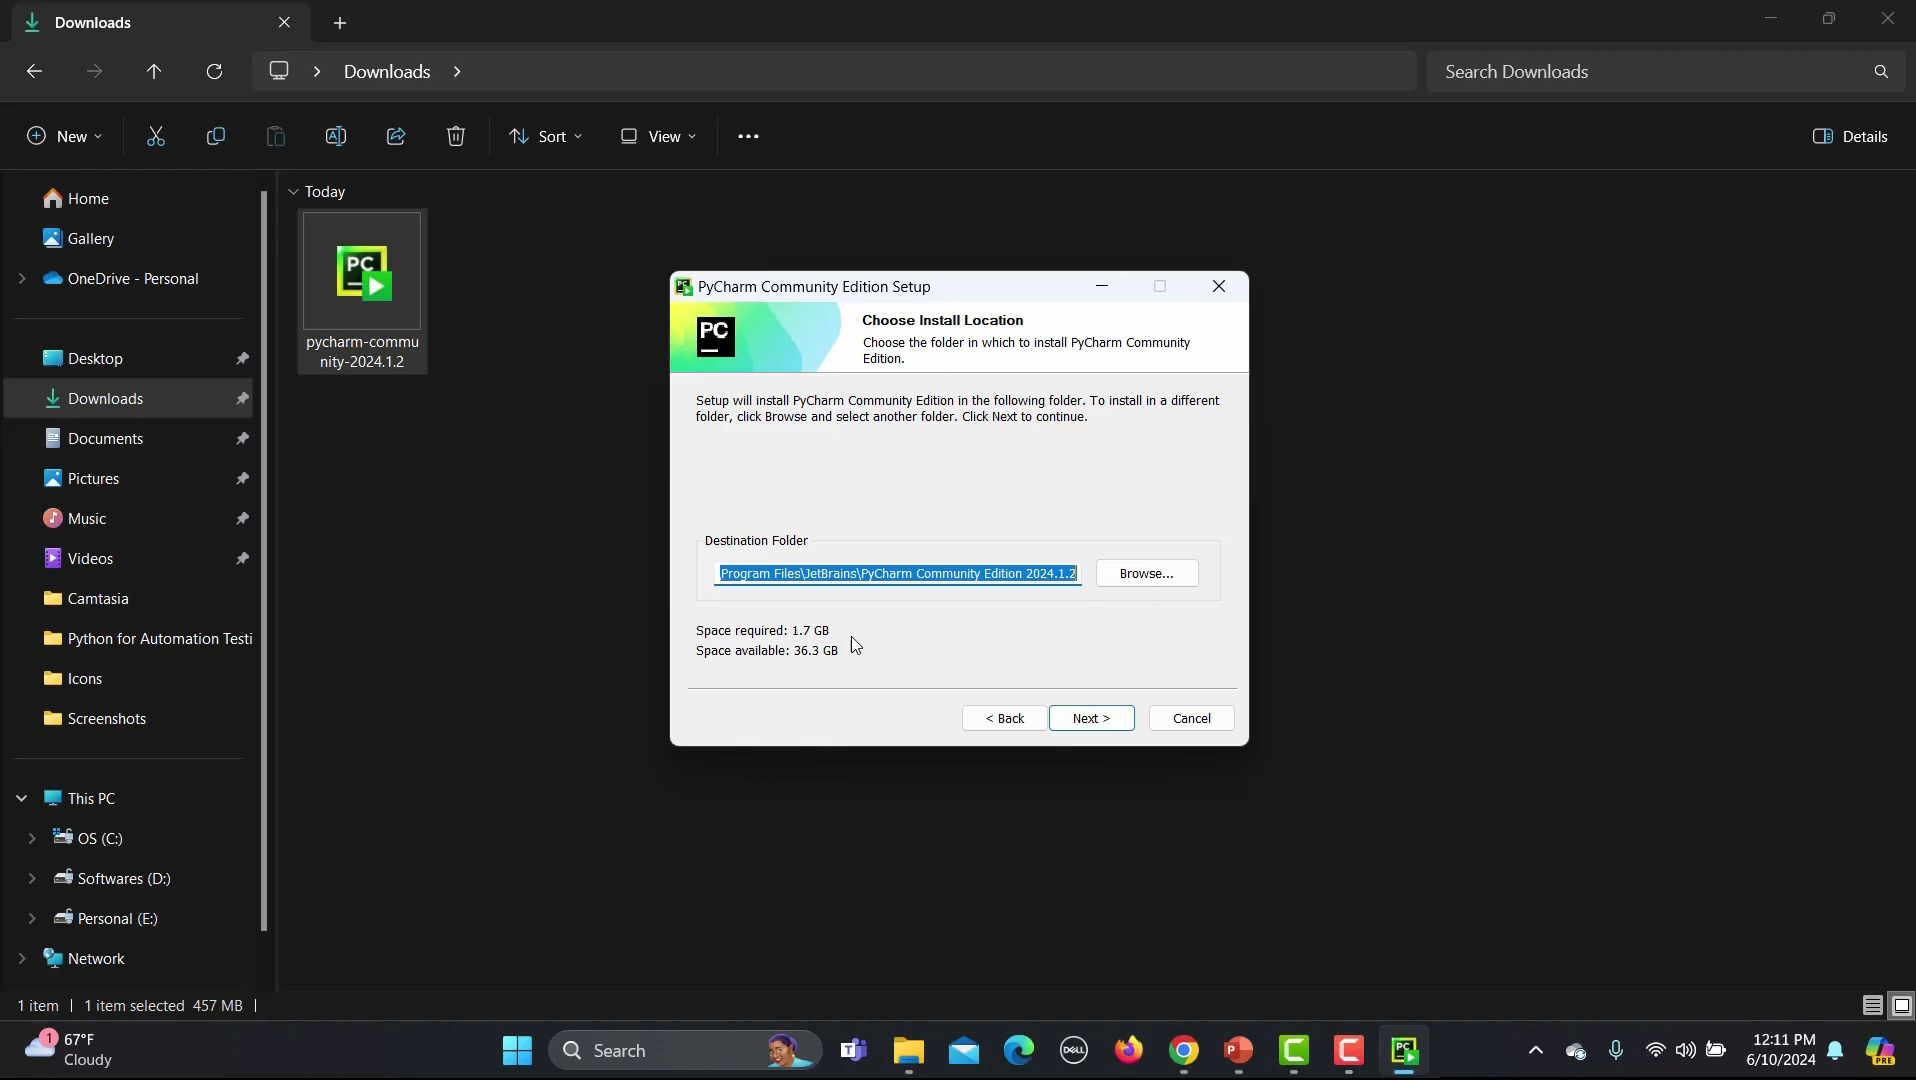 Downloads
Downloads
Search Downloads
New
Sort
View
Details
Home
Gallery
OneDrive - Personal
Desktop
Downloads
Documents
Pictures
Music
Videos
Camtasia
Python for Automation Testi
Icons
Screenshots
This PC
OS (C:)
Softwares (D:)
Personal (E:)
Network
Today
PC
pycharm-commu
nity-2024.1.2
PyCharm Community Edition Setup
PC
Choose Install Location
Choose the folder in which to install PyCharm Community
Edition.
Setup will install PyCharm Community Edition in the following folder. To install in a different
folder, click Browse and select another folder. Click Next to continue.
Destination Folder
Program Files\JetBrains\PyCharm Community Edition 2024.1.2
Browse...
Space required: 1.7 GB
Space available: 36.3 GB
< Back
Next >
Cancel
1 item
1 item selected 457 MB
1
67°F
Cloudy
Search
DELL
PC
12:11 PM
6/10/2024
PRE